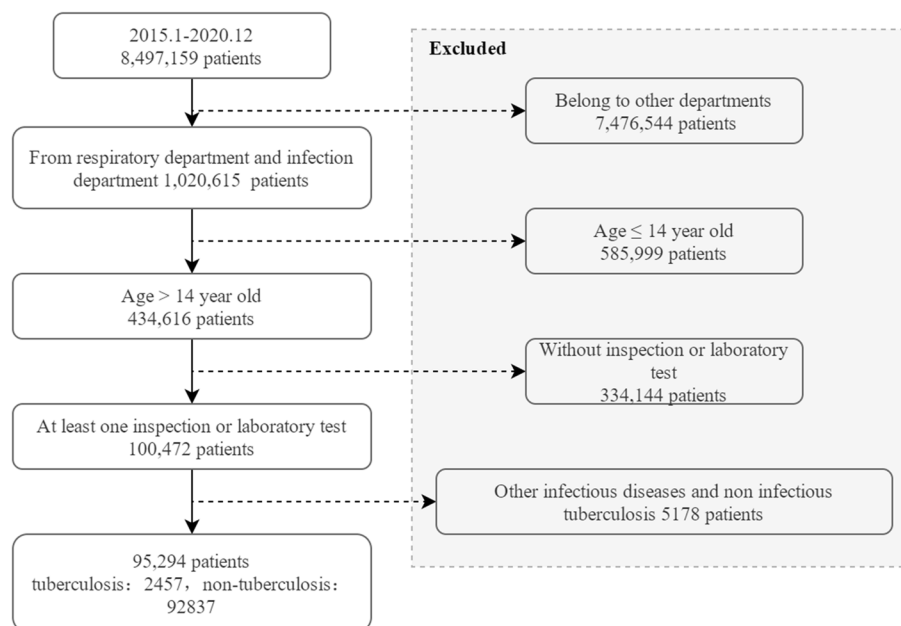 2015.1-2020.12
8,497,159 patients
Excluded
Belong to other departments
7,476,544 patients
From respiratory department and infection
department 1,020,615 patients
Age ≤ 14 year old
585,999 patients
Age > 14 year old
434,616 patients
Without inspection or laboratory
test
334,144 patients
At least one inspection or laboratory test
100,472 patients
Other infectious diseases and non infectious
tuberculosis 5178 patients
95,294 patients
tuberculosis：2457，non-tuberculosis：
92837